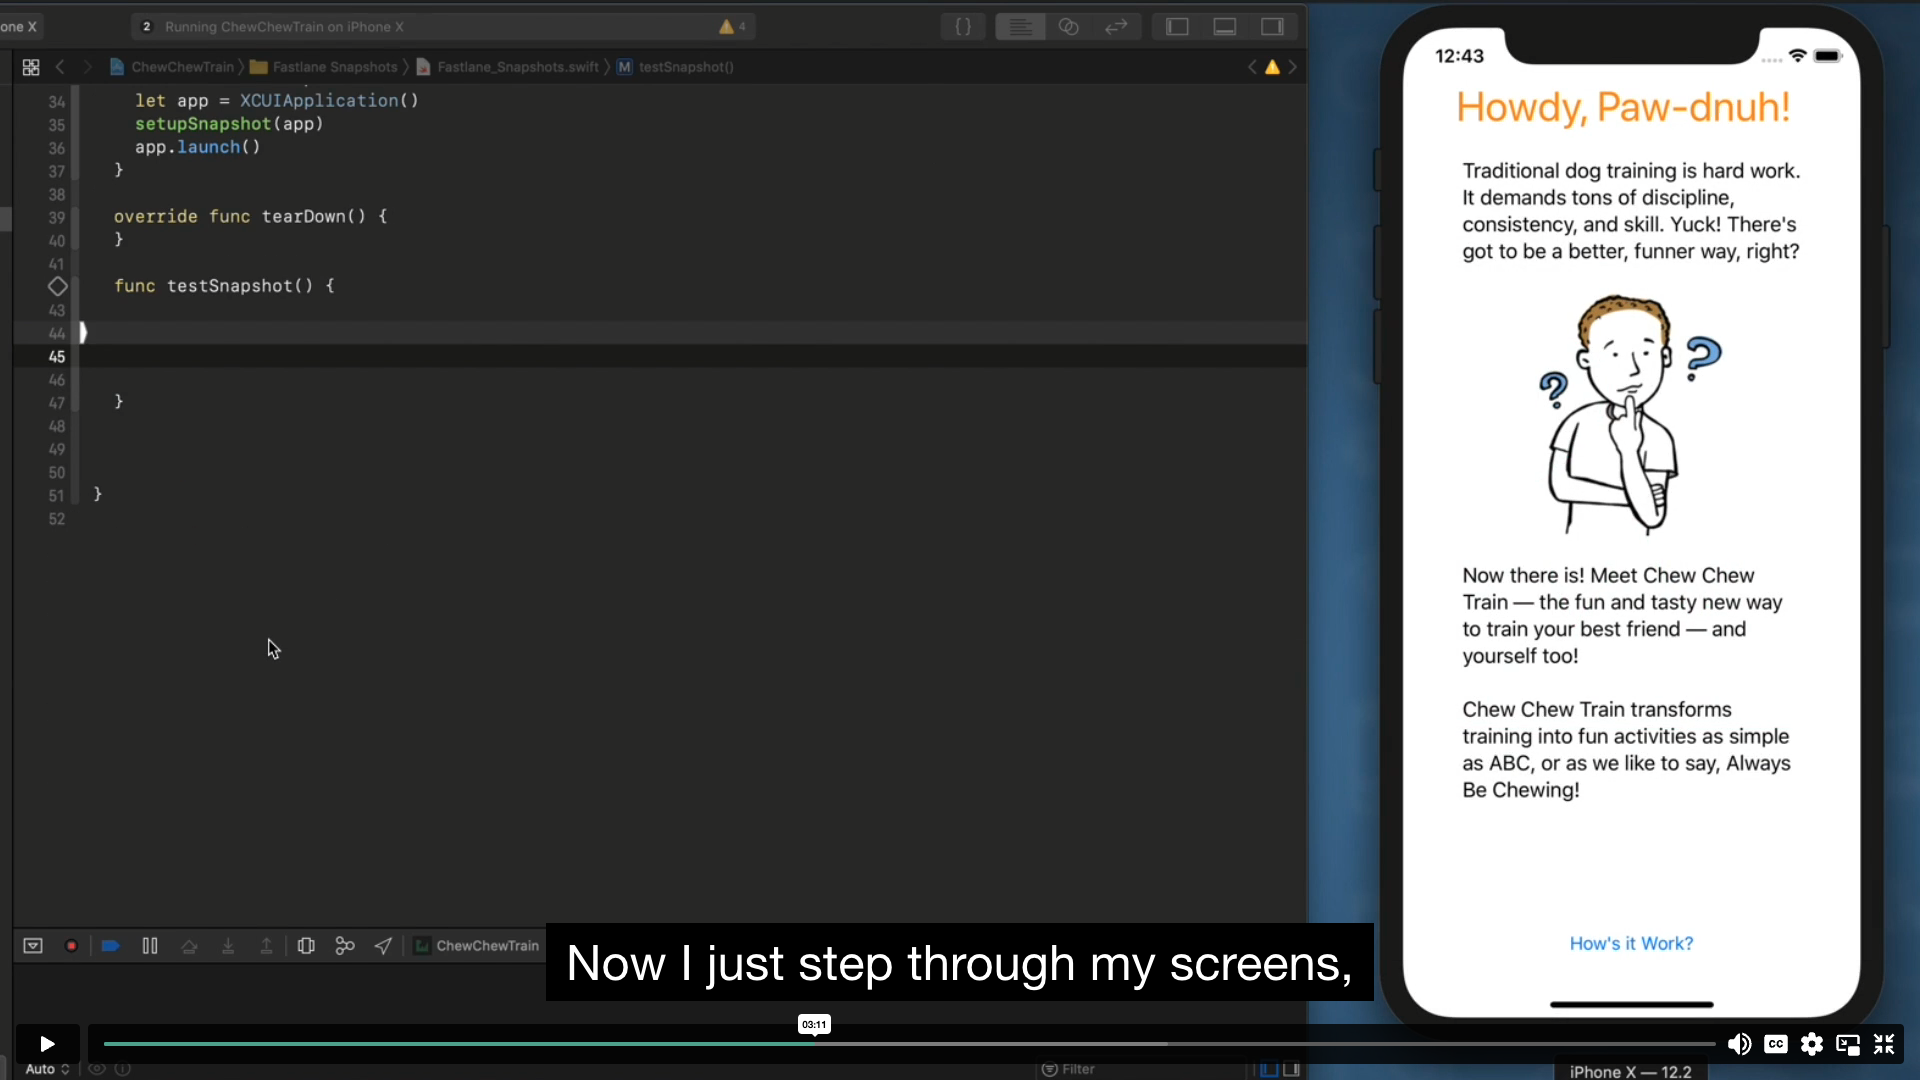 one X
2 Running ChewChewTrain on iPhone X
4
{}
ChewChewTrain Fastlane Snapshots Fastlane_Snapshots.swift M testSnapshot()
34 let app = XCUIApplication()
35 setupSnapshot(app)
36 app.launch()
37 }
38
39 override func tearDown() {
40 }
41
func testSnapshot() {
43
44
45
46
47 }
48
49
50
51 }
52
ChewChewTrain
12:43
Howdy, Paw-dnuh!
Traditional dog training is hard work.
It demands tons of discipline,
consistency, and skill. Yuck! There's
got to be a better, funner way, right?
? ?
Now there is! Meet Chew Chew
Train — the fun and tasty new way
to train your best friend — and
yourself too!
Chew Chew Train transforms
training into fun activities as simple
as ABC, or as we like to say, Always
Be Chewing!
How's it Work?
Now I just step through my screens,
03:11
CC
Auto
Filter
iPhone X — 12.2